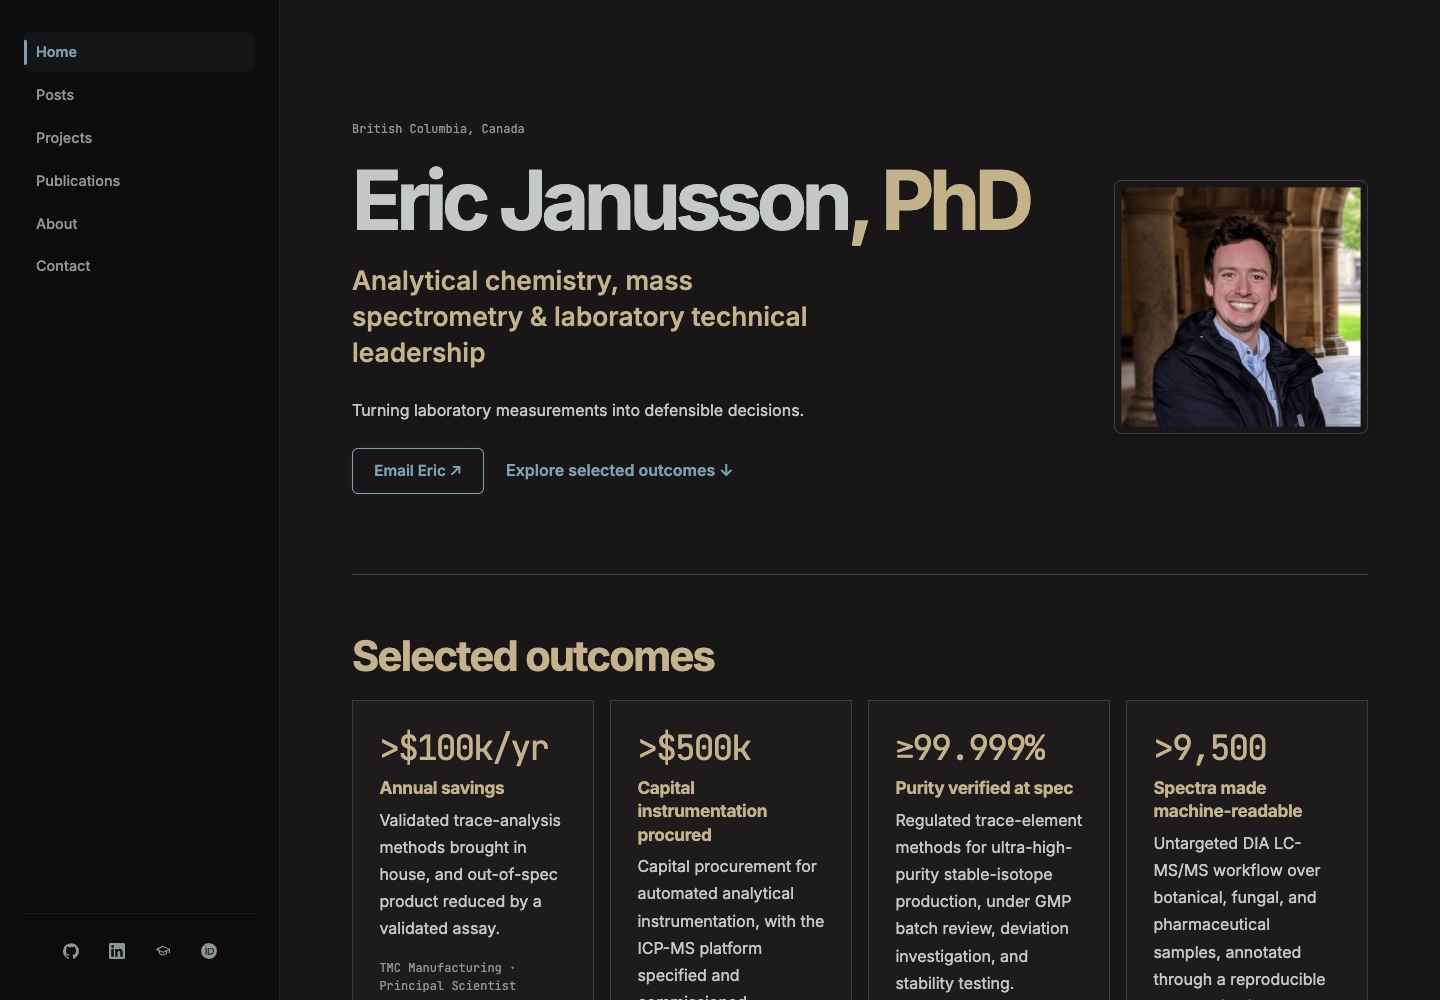 Home
Posts
Projects
Publications
About
Contact
British Columbia, Canada
Eric Janusson, PhD
Analytical chemistry, mass
spectrometry & laboratory technical
leadership
Turning laboratory measurements into defensible decisions.
Email Eric ↗
Explore selected outcomes ↓
Selected outcomes
>$100k/yr
Annual savings
Validated trace-analysis
methods brought in
house, and out-of-spec
product reduced by a
validated assay.
TMC Manufacturing ·
Principal Scientist
>$500k
Capital
instrumentation
procured
Capital procurement for
automated analytical
instrumentation, with the
ICP-MS platform
specified and
commissioned
≥99.999%
Purity verified at spec
Regulated trace-element
methods for ultra-high-
purity stable-isotope
production, under GMP
batch review, deviation
investigation, and
stability testing.
>9,500
Spectra made
machine-readable
Untargeted DIA LC-
MS/MS workflow over
botanical, fungal, and
pharmaceutical
samples, annotated
through a reproducible